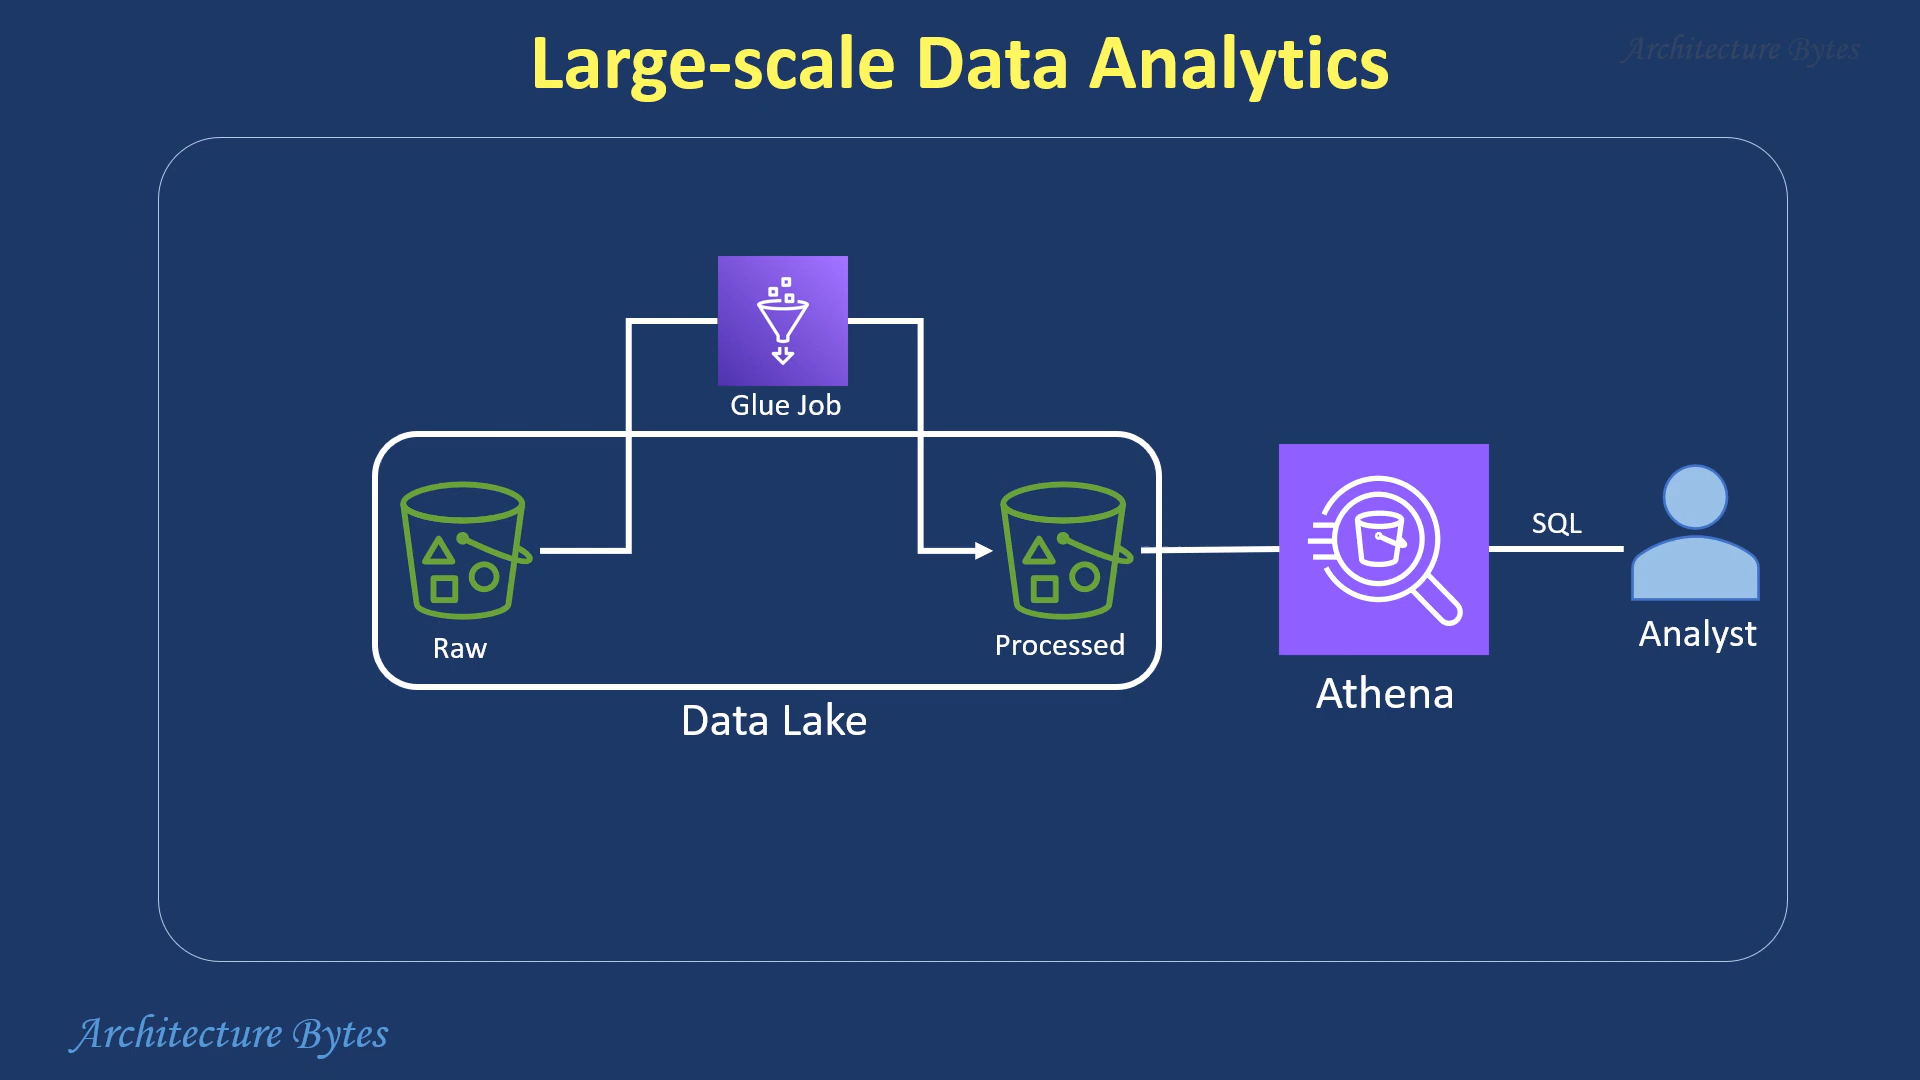 Large-scale Data Analytics
Architecture Bytes
Glue Job
Raw
Processed
Data Lake
Athena
SQL
Analyst
Architecture Bytes